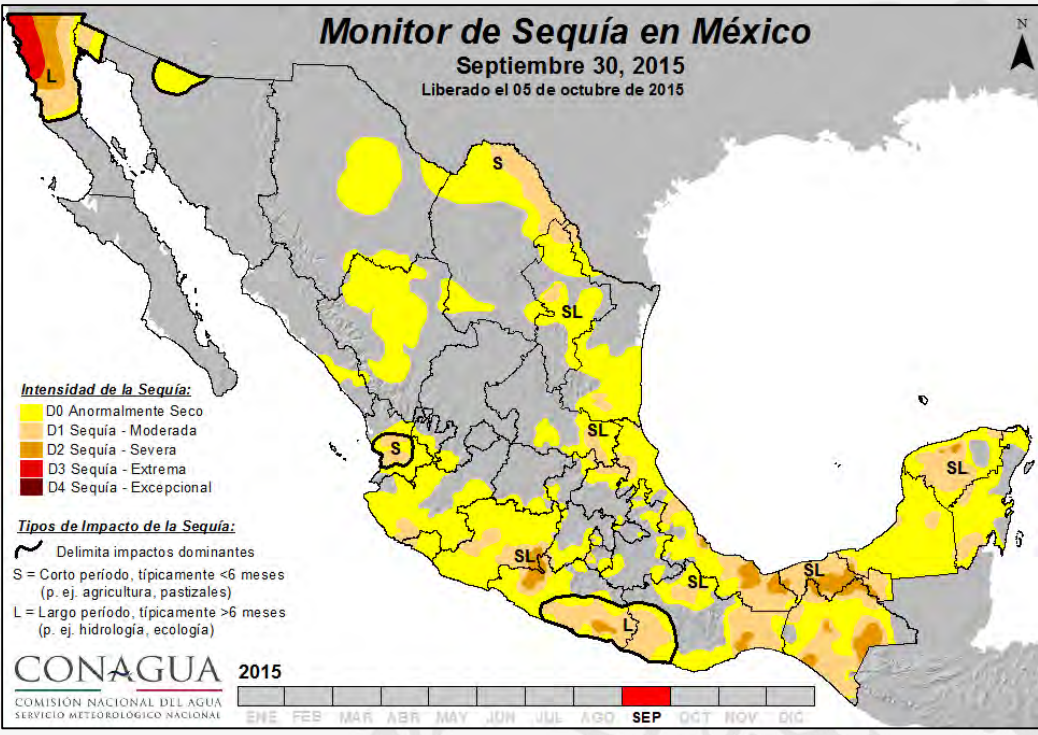 Monitor de Sequía en México
Septiembre 30, 2015
Liberado el 05 de octubre de 2015
N
L
S
SL
SL
S
SL
SL
SL
SL
L
Intensidad de la Sequía:
D0 Anormalmente Seco
D1 Sequía - Moderada
D2 Sequía - Severa
D3 Sequía - Extrema
D4 Sequía - Excepcional
Tipos de Impacto de la Sequía:
Delimita impactos dominantes
S = Corto período, típicamente <6 meses
(p. ej. agricultura, pastizales)
L = Largo período, típicamente >6 meses
(p. ej. hidrología, ecología)
CONAGUA
COMISIÓN NACIONAL DEL AGUA
SERVICIO METEOROLÓGICO NACIONAL
2015
ENE FEB MAR ABR MAY JUN JUL AGO SEP OCT NOV DIC